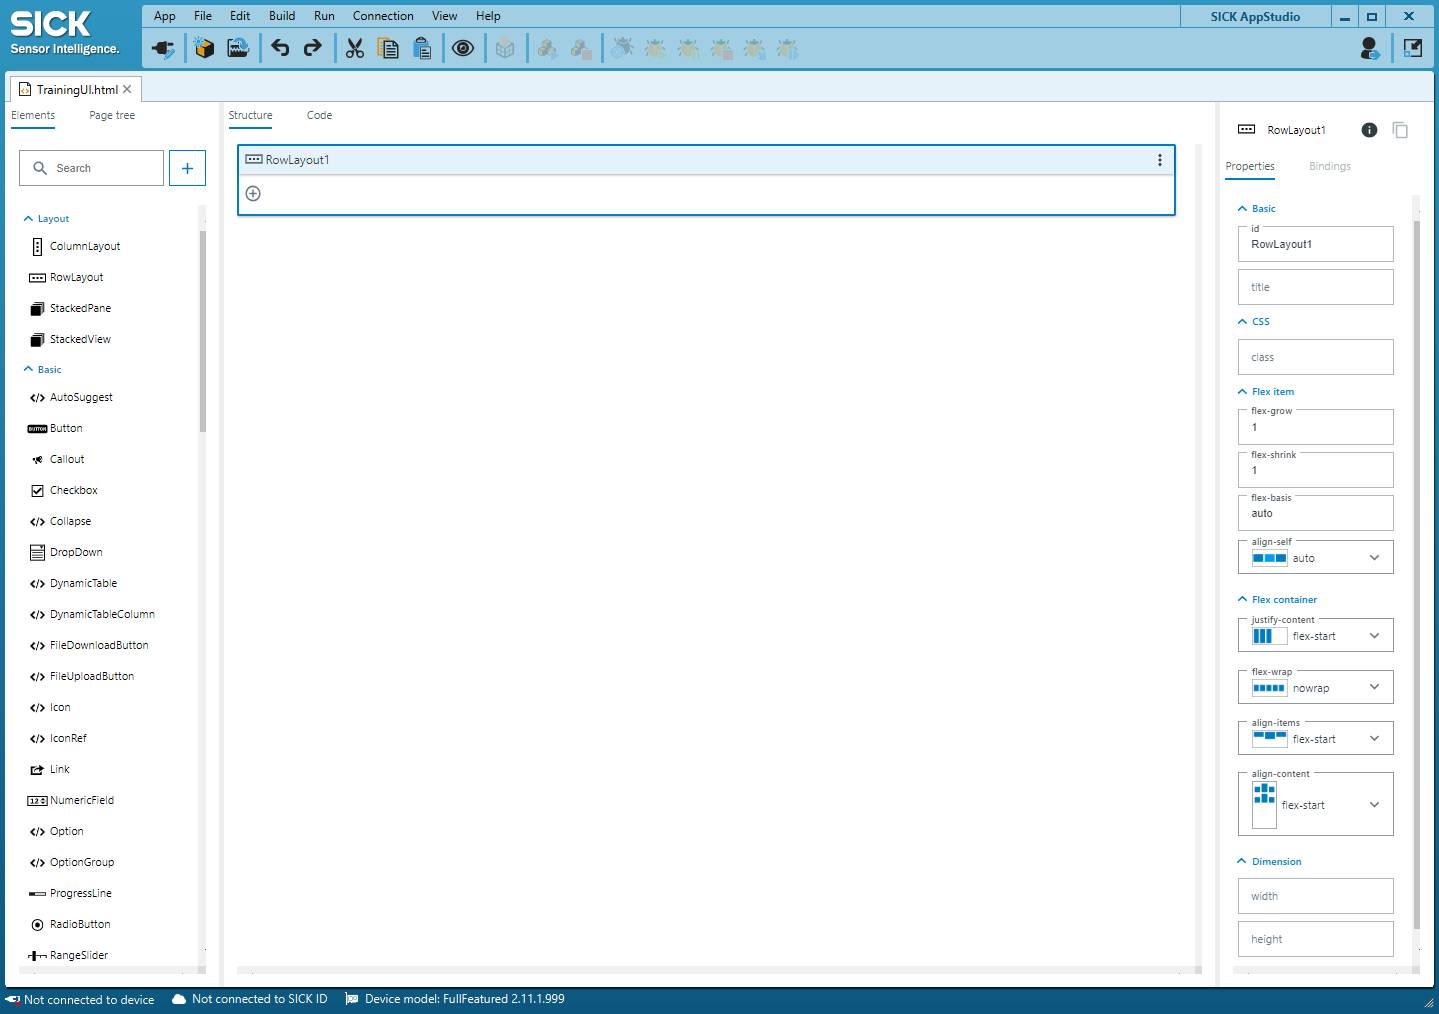 SICK
Sensor Intelligence.
App File Edit Build Run Connection View Help
SICK AppStudio
TrainingUI.html
Elements Page tree
Structure Code
Search
Layout
ColumnLayout
RowLayout
StackedPane
StackedView
Basic
AutoSuggest
BUTTON Button
Callout
Checkbox
Collapse
DropDown
DynamicTable
DynamicTableColumn
FileDownloadButton
FileUploadButton
Icon
IconRef
Link
12 NumericField
Option
OptionGroup
ProgressLine
RadioButton
RangeSlider
RowLayout1
RowLayout1
Properties Bindings
Basic
id
RowLayout1
title
CSS
class
Flex item
flex-grow
1
flex-shrink
1
flex-basis
auto
align-self
auto
Flex container
justify-content
flex-start
flex-wrap
nowrap
align-items
flex-start
align-content
flex-start
Dimension
width
height
Not connected to device Not connected to SICK ID Device model: FullFeatured 2.11.1.999